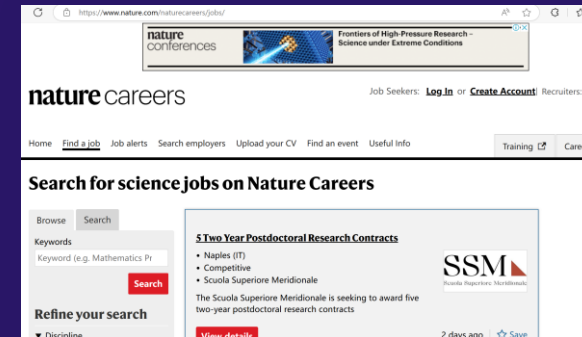 https://www.nature.com/naturecareers/jobs/
nature
conferences
Frontiers of High-Pressure Research –
Science under Extreme Conditions
nature careers
Job Seekers: Log In or Create Account Recruiters:
Home Find a job Job alerts Search employers Upload your CV Find an event Useful Info
Training Care
Search for science jobs on Nature Careers
Browse Search
Keywords
Keyword (e.g. Mathematics Pr
Search
Refine your search
Discipline
5 Two Year Postdoctoral Research Contracts
• Naples (IT)
• Competitive
• Scuola Superiore Meridionale
The Scuola Superiore Meridionale is seeking to award five
two-year postdoctoral research contracts
View details
SSM
Scuola Superiore Meridionale
2 days ago Save